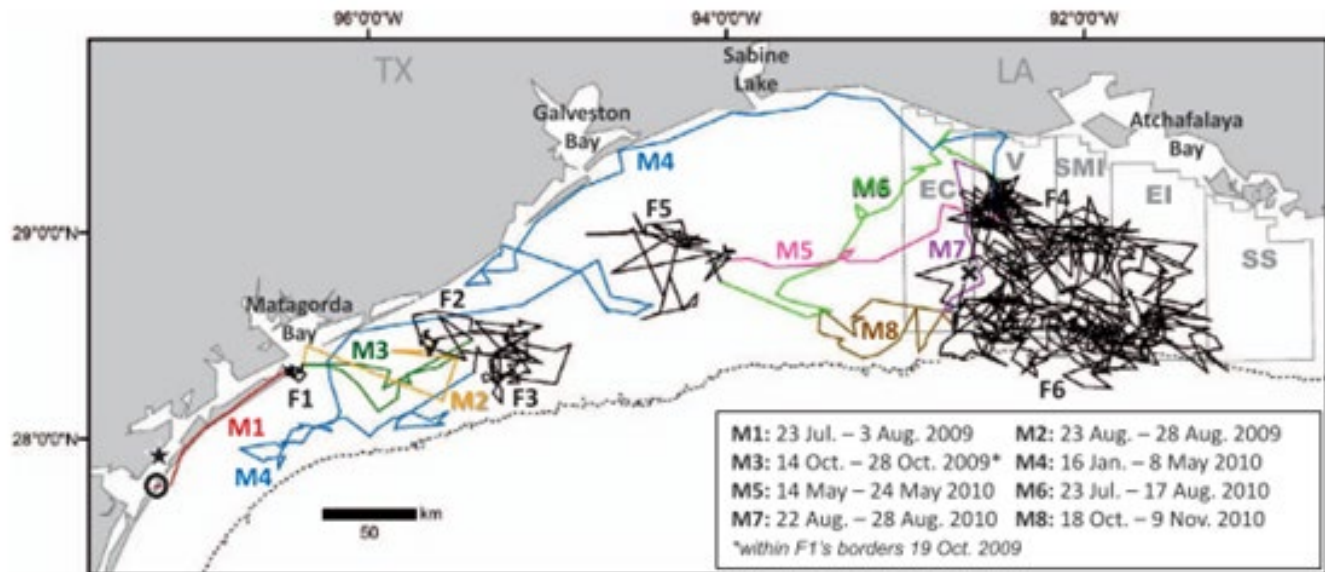 96°0'0"W 94°0'0"W 92°0'0"W
TX
Sabine
Lake
LA
Galveston
Bay
Atchafalaya
Bay
M4
V
SMI
M6
EC
F4
EI
F5
29°0'0"N
M5
M7
SS
Matagorda
Bay
F2
M3
M8
F1
M2
F3
F6
M1
28°0'0"N
M4
km
50
M1: 23 Jul. – 3 Aug. 2009 M2: 23 Aug. – 28 Aug. 2009
M3: 14 Oct. – 28 Oct. 2009* M4: 16 Jan. – 8 May 2010
M5: 14 May – 24 May 2010 M6: 23 Jul. – 17 Aug. 2010
M7: 22 Aug. – 28 Aug. 2010 M8: 18 Oct. – 9 Nov. 2010
*within F1's borders 19 Oct. 2009